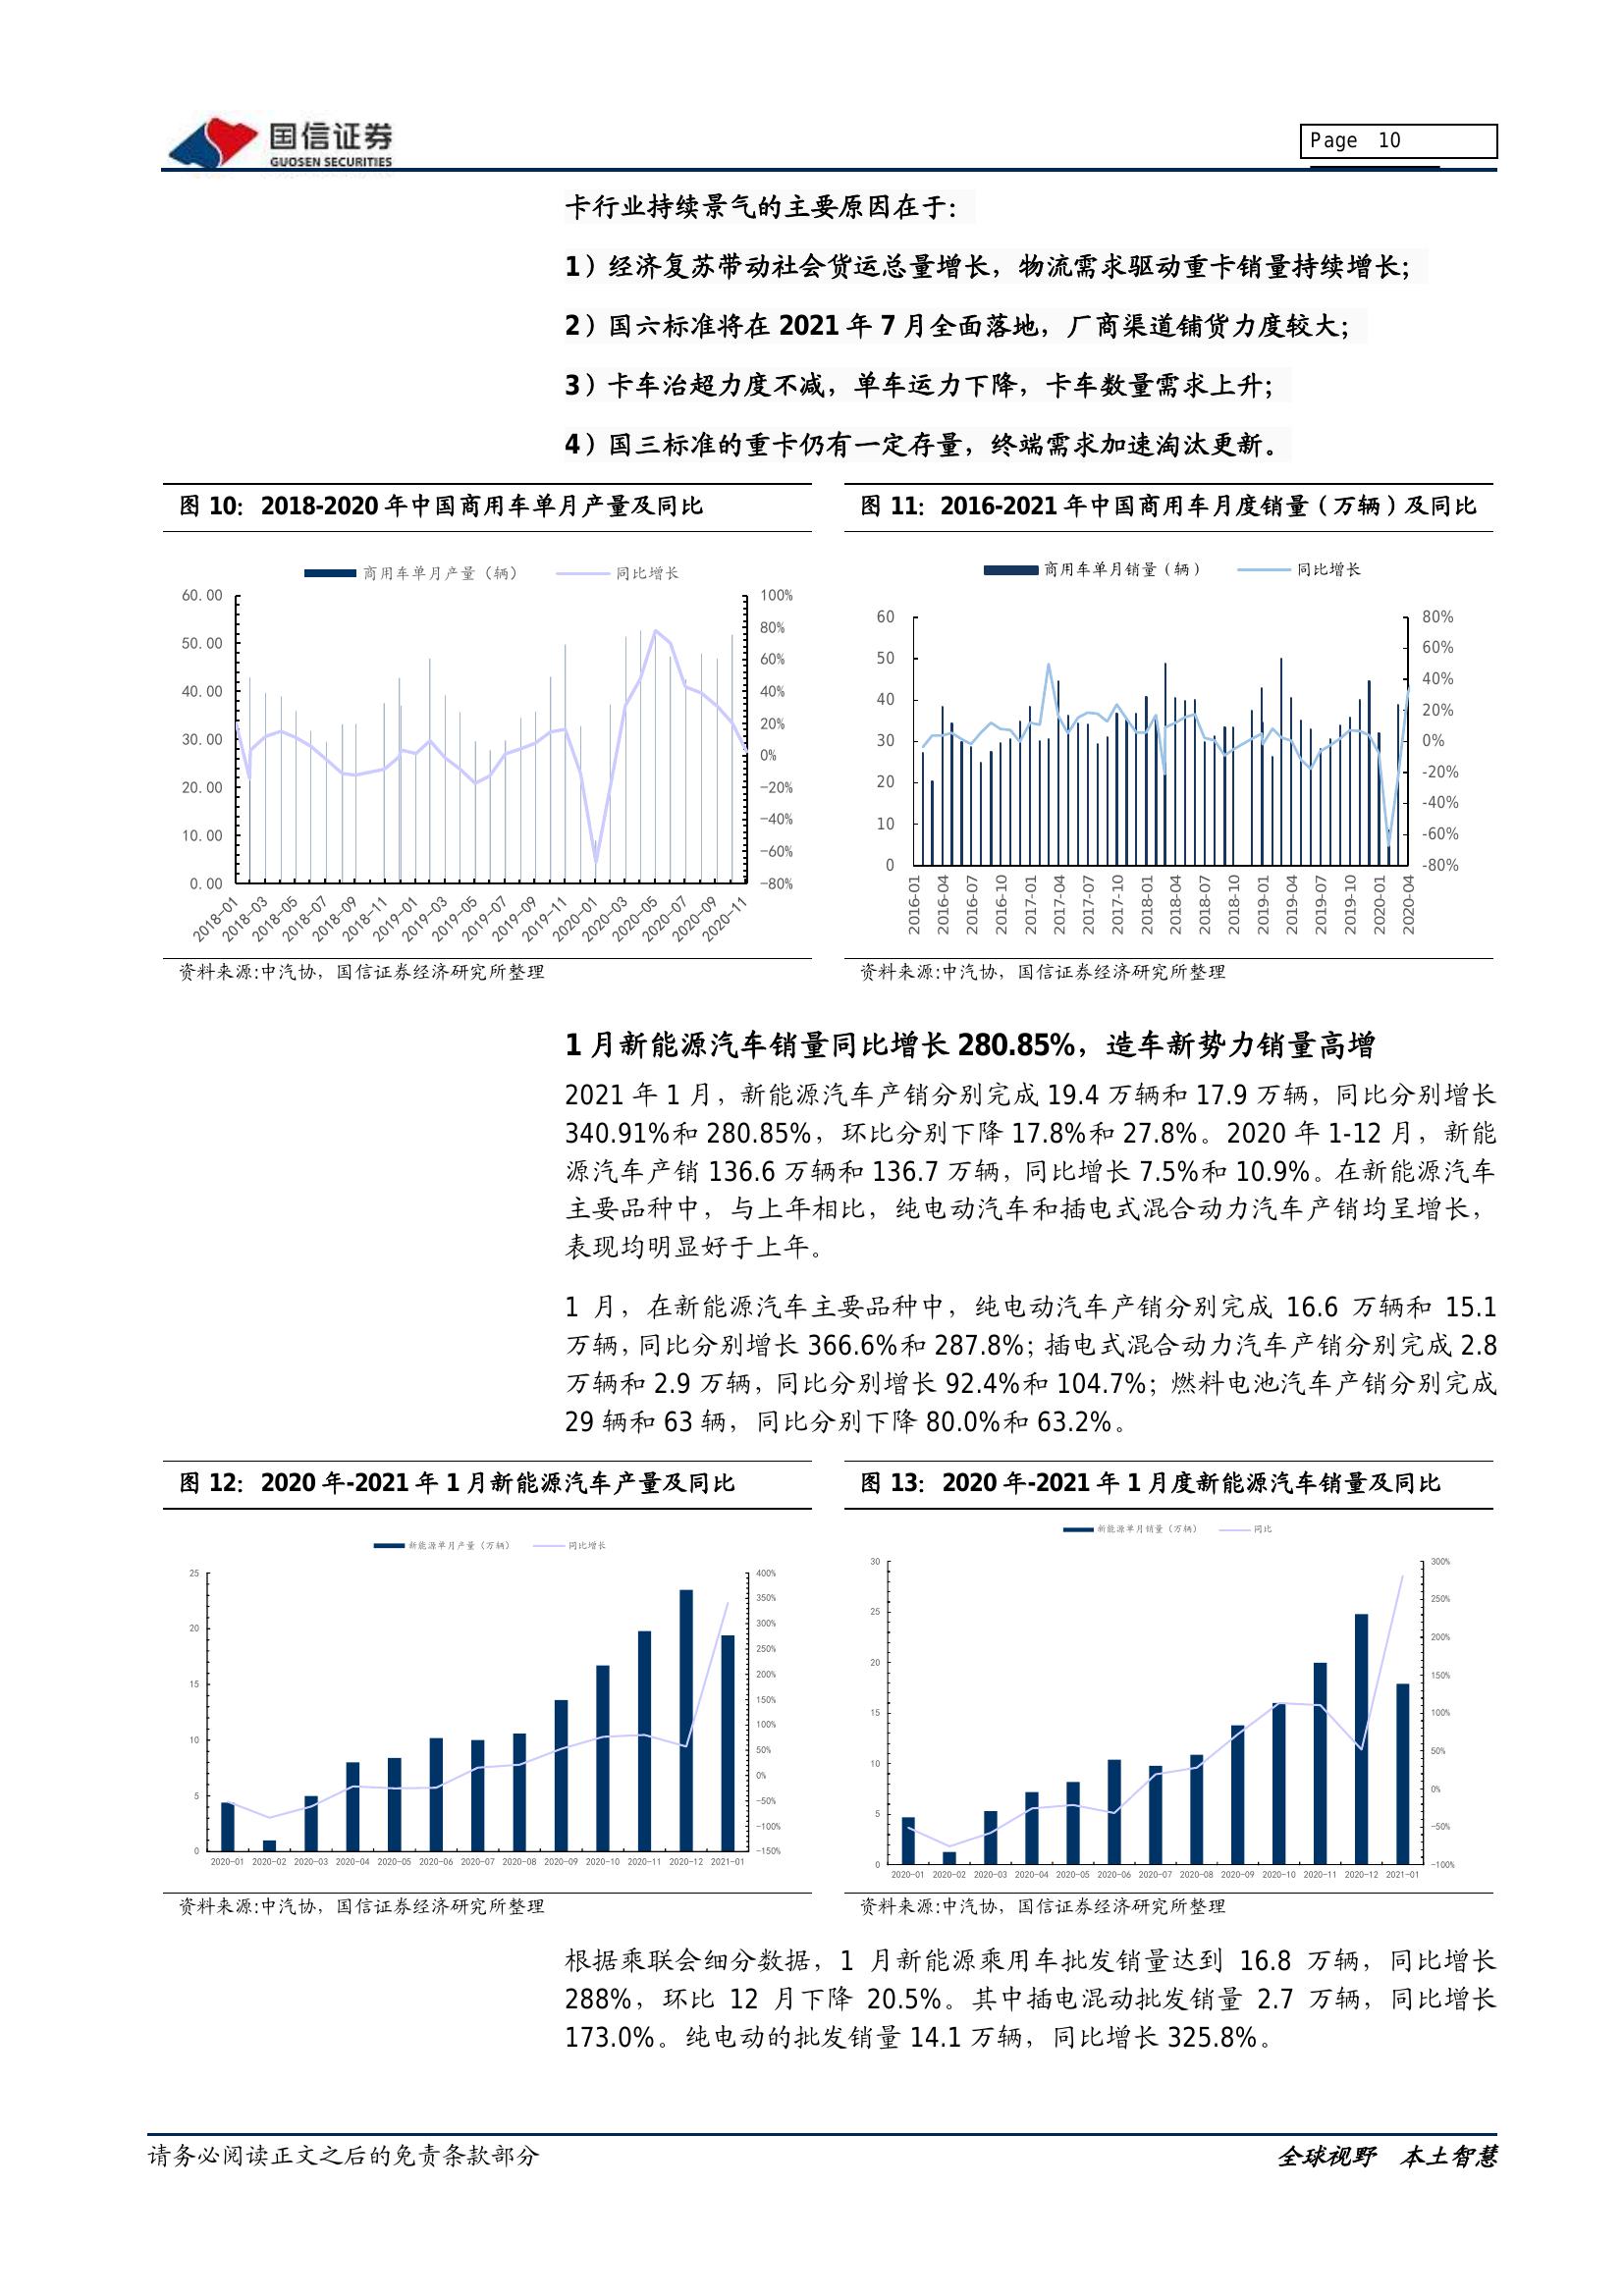 国信证券
GUOSEN SECURITIES
Page 10
卡行业持续景气的主要原因在于：
1）经济复苏带动社会货运总量增长，物流需求驱动重卡销量持续增长；
2）国六标准将在 2021 年 7 月全面落地，厂商渠道铺货力度较大；
3）卡车治超力度不减，单车运力下降，卡车数量需求上升；
4）国三标准的重卡仍有一定存量，终端需求加速淘汰更新。
图 10： 2018-2020 年中国商用车单月产量及同比
商用车单月产量（辆） 同比增长
60.00
50.00
40.00
30.00
20.00
10.00
0.00
100%
80%
60%
40%
20%
0%
-20%
-40%
-60%
-80%
2018-01 2018-03 2018-05 2018-07 2018-09 2018-11 2019-01 2019-03 2019-05 2019-07 2019-09 2019-11 2020-01 2020-03 2020-05 2020-07 2020-09 2020-11
资料来源:中汽协，国信证券经济研究所整理
图 11： 2016-2021 年中国商用车月度销量（万辆）及同比
商用车单月销量（辆） 同比增长
60
50
40
30
20
10
0
80%
60%
40%
20%
0%
-20%
-40%
-60%
-80%
2016-01 2016-04 2016-07 2016-10 2017-01 2017-04 2017-07 2017-10 2018-01 2018-04 2018-07 2018-10 2019-01 2019-04 2019-07 2019-10 2020-01 2020-04
资料来源:中汽协，国信证券经济研究所整理
1 月新能源汽车销量同比增长 280.85%，造车新势力销量高增
2021 年 1 月，新能源汽车产销分别完成 19.4 万辆和 17.9 万辆，同比分别增长
340.91%和 280.85%，环比分别下降 17.8%和 27.8%。2020 年 1-12 月，新能
源汽车产销 136.6 万辆和 136.7 万辆，同比增长 7.5%和 10.9%。在新能源汽车
主要品种中，与上年相比，纯电动汽车和插电式混合动力汽车产销均呈增长，
表现均明显好于上年。
1 月，在新能源汽车主要品种中，纯电动汽车产销分别完成 16.6 万辆和 15.1
万辆，同比分别增长 366.6%和 287.8%；插电式混合动力汽车产销分别完成 2.8
万辆和 2.9 万辆，同比分别增长 92.4%和 104.7%；燃料电池汽车产销分别完成
29 辆和 63 辆，同比分别下降 80.0%和 63.2%。
图 12： 2020 年-2021 年 1 月新能源汽车产量及同比
新能源单月产量（万辆） 同比增长
25
20
15
10
5
0
400%
350%
300%
250%
200%
150%
100%
50%
0%
-50%
-100%
-150%
2020-01 2020-02 2020-03 2020-04 2020-05 2020-06 2020-07 2020-08 2020-09 2020-10 2020-11 2020-12 2021-01
资料来源:中汽协，国信证券经济研究所整理
图 13： 2020 年-2021 年 1 月度新能源汽车销量及同比
新能源单月销量（万辆） 同比
30
25
20
15
10
5
0
300%
250%
200%
150%
100%
50%
0%
-50%
-100%
2020-01 2020-02 2020-03 2020-04 2020-05 2020-06 2020-07 2020-08 2020-09 2020-10 2020-11 2020-12 2021-01
资料来源:中汽协，国信证券经济研究所整理
根据乘联会细分数据，1 月新能源乘用车批发销量达到 16.8 万辆，同比增长
288%，环比 12 月下降 20.5%。其中插电混动批发销量 2.7 万辆，同比增长
173.0%。纯电动的批发销量 14.1 万辆，同比增长 325.8%。
请务必阅读正文之后的免责条款部分
全球视野 本土智慧